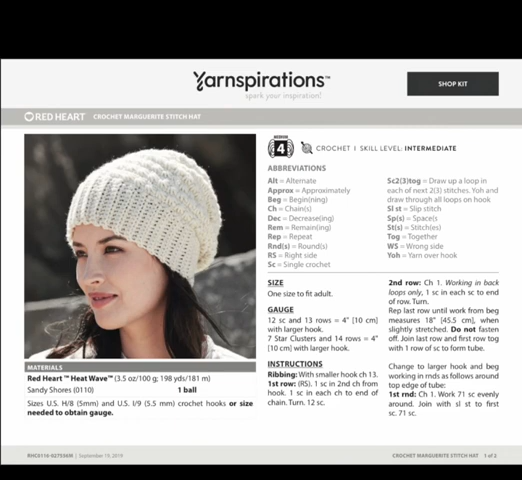 Yarnspirations™
spark your inspiration!
SHOP KIT
RED HEART CROCHET MARGUERITE STITCH HAT
MEDIUM
4
CROCHET I SKILL LEVEL: INTERMEDIATE
ABBREVIATIONS
Alt = Alternate
Approx = Approximately
Beg = Begin(ning)
Ch = Chain(s)
Dec = Decrease(ing)
Rem = Remain(ing)
Rep = Repeat
Rnd(s) = Round(s)
RS = Right side
Sc = Single crochet
Sc2(3)tog = Draw up a loop in
each of next 2(3) stitches. Yoh and
draw through all loops on hook
Sl st = Slip stitch
Sp(s) = Space(s)
St(s) = Stitch(es)
Tog = Together
WS = Wrong side
Yoh = Yarn over hook
MATERIALS
Red Heart ™ Heat Wave™ (3.5 oz/100 g; 198 yds/181 m)
Sandy Shores (0110) 1 ball
Sizes U.S. H/8 (5mm) and U.S. I/9 (5.5 mm) crochet hooks or size
needed to obtain gauge.
SIZE
One size to fit adult.
GAUGE
12 sc and 13 rows = 4" [10 cm]
with larger hook.
7 Star Clusters and 14 rows = 4"
[10 cm] with larger hook.
INSTRUCTIONS
Ribbing: With smaller hook ch 13.
1st row: (RS). 1 sc in 2nd ch from
hook. 1 sc in each ch to end of
chain. Turn. 12 sc.
2nd row: Ch 1. Working in back
loops only, 1 sc in each sc to end
of row. Turn.
Rep last row until work from beg
measures 18" [45.5 cm], when
slightly stretched. Do not fasten
off. Join last row and first row tog
with 1 row of sc to form tube.
Change to larger hook and beg
working in rnds as follows around
top edge of tube:
1st rnd: Ch 1. Work 71 sc evenly
around. Join with sl st to first
sc. 71 sc.
RHC0116-027556M | September 19, 2019
CROCHET MARGUERITE STITCH HAT 1 of 2